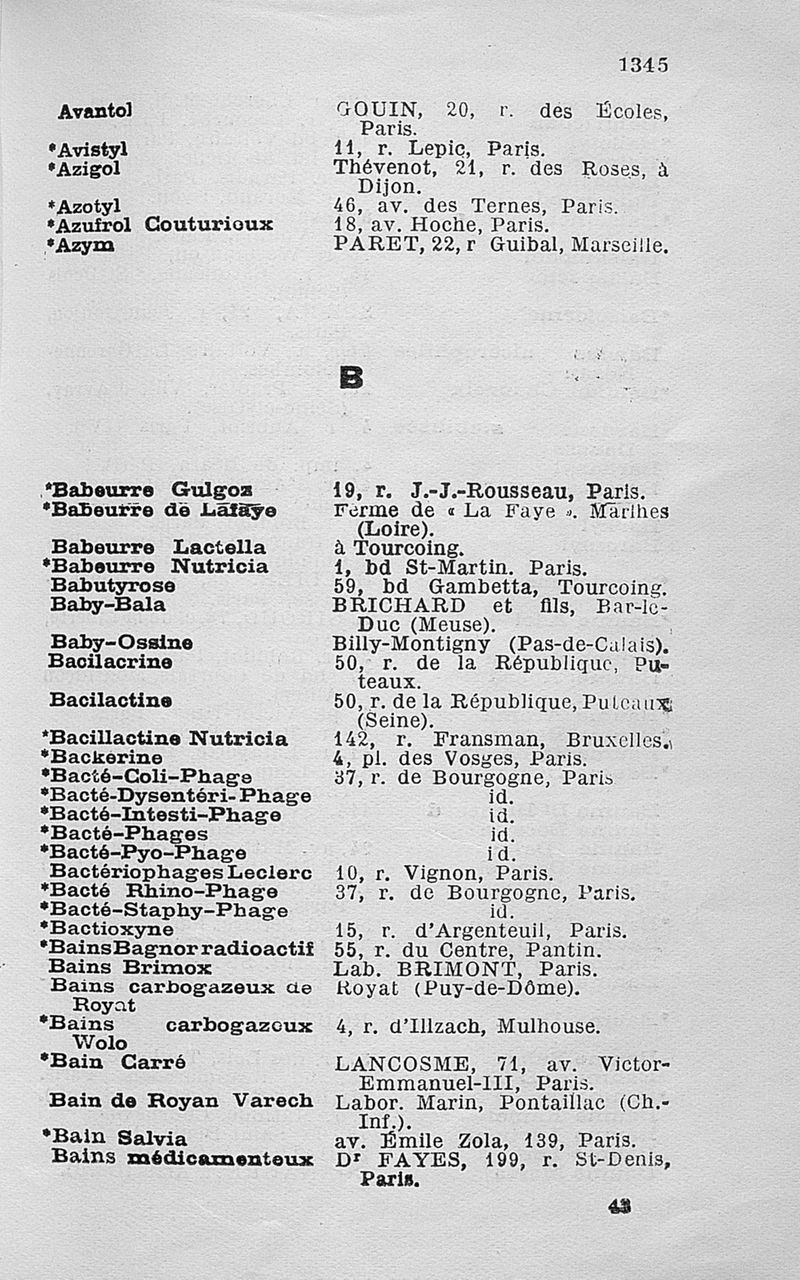 1345
Avantol GOUIN, 20, r. des Écoles,
Paris.
*Avistyl 11, r. Lepic, Paris.
*Azigol Thévenot, 21, r. des Roses, à
Dijon.
*Azotyl 46, av. des Ternes, Paris.
*Azufrol Couturieux 18, av. Hoche, Paris.
*Azym PARET, 22, r Guibal, Marseille.
B
*Babeurre Guigoz 19, r. J.-J.-Rousseau, Paris.
*Babeurre de Lafaye Ferme de « La Faye ». Marlhes
(Loire).
Babeurre Lactella à Tourcoing.
*Babeurre Nutricia 1, bd St-Martin. Paris.
Babutyrose 59, bd Gambetta, Tourcoing.
Baby-Bala BRICHARD et fils, Bar-le-
Duc (Meuse).
Baby-Ossine Billy-Montigny (Pas-de-Calais).
Bacilacrine 50, r. de la République, Pu-
teaux.
Bacilactine 50, r. de la République, Puteaux
(Seine).
*Bacillactine Nutricia 142, r. Fransman, Bruxelles.
*Backerine 4, pl. des Vosges, Paris.
*Bacté-Coli-Phage 37, r. de Bourgogne, Paris
*Bacté-Dysentéri-Phage id.
*Bacté-Intesti-Phage id.
*Bacté-Phages id.
*Bacté-Pyo-Phage id.
Bactériophages Leclerc 10, r. Vignon, Paris.
*Bacté Rhino-Phage 37, r. de Bourgogne, Paris.
*Bacté-Staphy-Phage id.
*Bactioxyne 15, r. d'Argenteuil, Paris.
*Bains Bagnor radioactif 55, r. du Centre, Pantin.
Bains Brimox Lab. BRIMONT, Paris.
Bains carbogazeux de Royat (Puy-de-Dôme).
Royat
*Bains carbogazeux 4, r. d'Illzach, Mulhouse.
Wolo
*Bain Carré LANCOSME, 71, av. Victor-
Emmanuel-III, Paris.
Bain de Royan Varech Labor. Marin, Pontaillac (Ch.-
Inf.).
*Bain Salvia av. Émile Zola, 139, Paris.
Bains médicamenteux Dr FAYES, 199, r. St-Denis,
Paris.
43